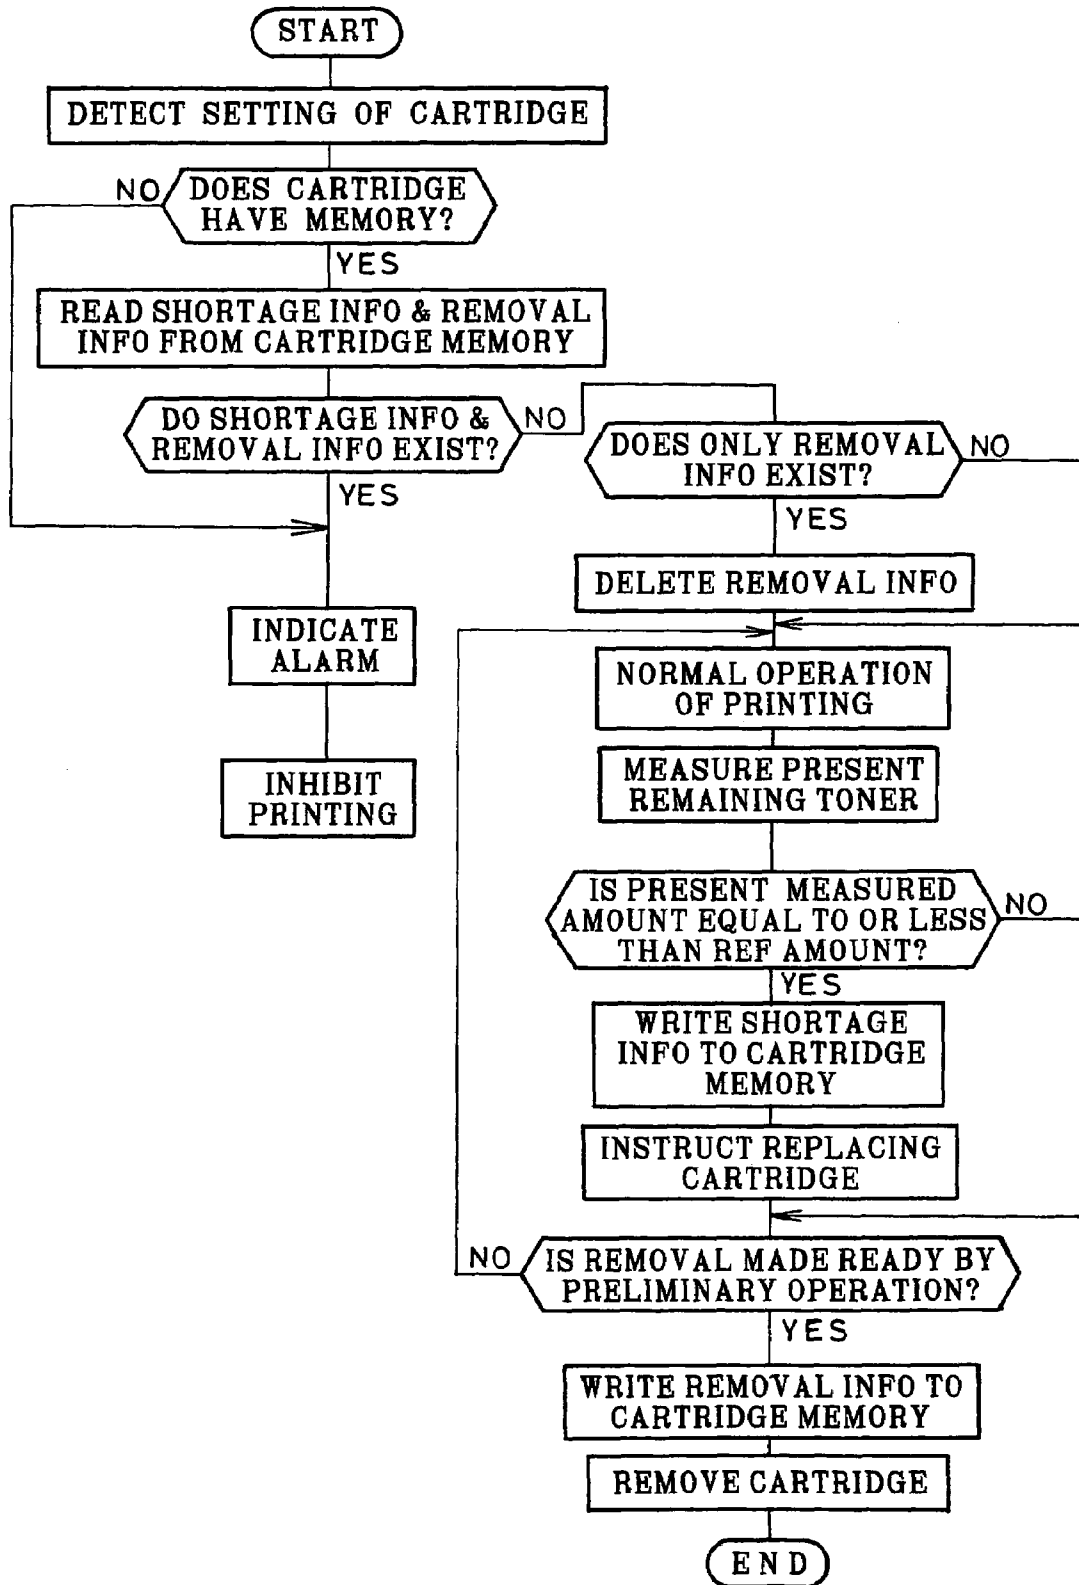 START
DETECT SETTING OF CARTRIDGE
NO
DOES CARTRIDGE
HAVE MEMORY?
YES
READ SHORTAGE INFO & REMOVAL
INFO FROM CARTRIDGE MEMORY
DO SHORTAGE INFO &
REMOVAL INFO EXIST?
NO
YES
INDICATE
ALARM
INHIBIT
PRINTING
DOES ONLY REMOVAL
INFO EXIST?
NO
YES
DELETE REMOVAL INFO
NORMAL OPERATION
OF PRINTING
MEASURE PRESENT
REMAINING TONER
IS PRESENT MEASURED
AMOUNT EQUAL TO OR LESS
THAN REF AMOUNT?
NO
YES
WRITE SHORTAGE
INFO TO CARTRIDGE
MEMORY
INSTRUCT REPLACING
CARTRIDGE
NO
IS REMOVAL MADE READY BY
PRELIMINARY OPERATION?
YES
WRITE REMOVAL INFO TO
CARTRIDGE MEMORY
REMOVE CARTRIDGE
END